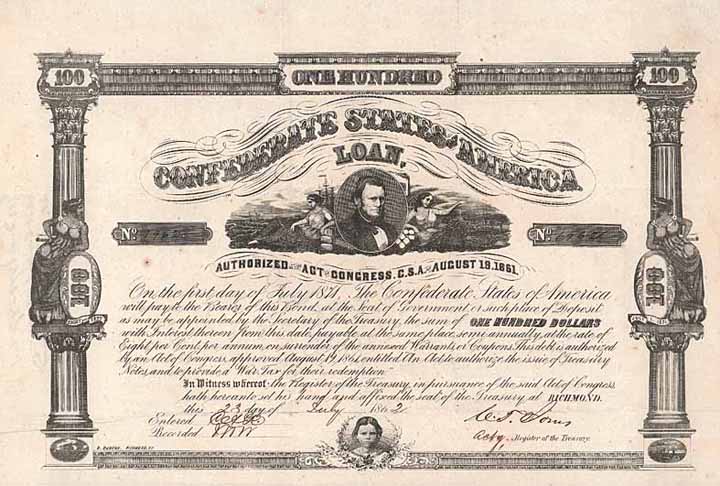 100 ONE HUNDRED 100
CONFEDERATE STATES OF AMERICA
LOAN.
No. No.
AUTHORIZED BY THE ACT OF CONGRESS, C.S.A. OF AUGUST 19, 1861.
100 100
On the first day of July 1871, The Confederate States of America
will pay to the Bearer of this Bond, at the Seal of Government or such place of Deposit
as may be appointed by the Secretary of the Treasury, the sum of ONE HUNDRED DOLLARS
with Interest thereon from this date, payable at the same place, semi-annually, at the rate of
Eight per Cent. per annum, on surrender of the annexed Warrants or Coupons. This debt is authorized
by an Act of Congress, approved August 19, 1861, entitled "An Act to authorize the issue of Treasury
Notes, and to provide a War Tax for their redemption"
In Witness whereof, the Register of the Treasury, in pursuance of the said Act of Congress,
hath hereunto set his hand and affixed the seal of the Treasury at RICHMOND.
this 23 day of July 1862
Entered
Recorded
Actg. Register of the Treasury.